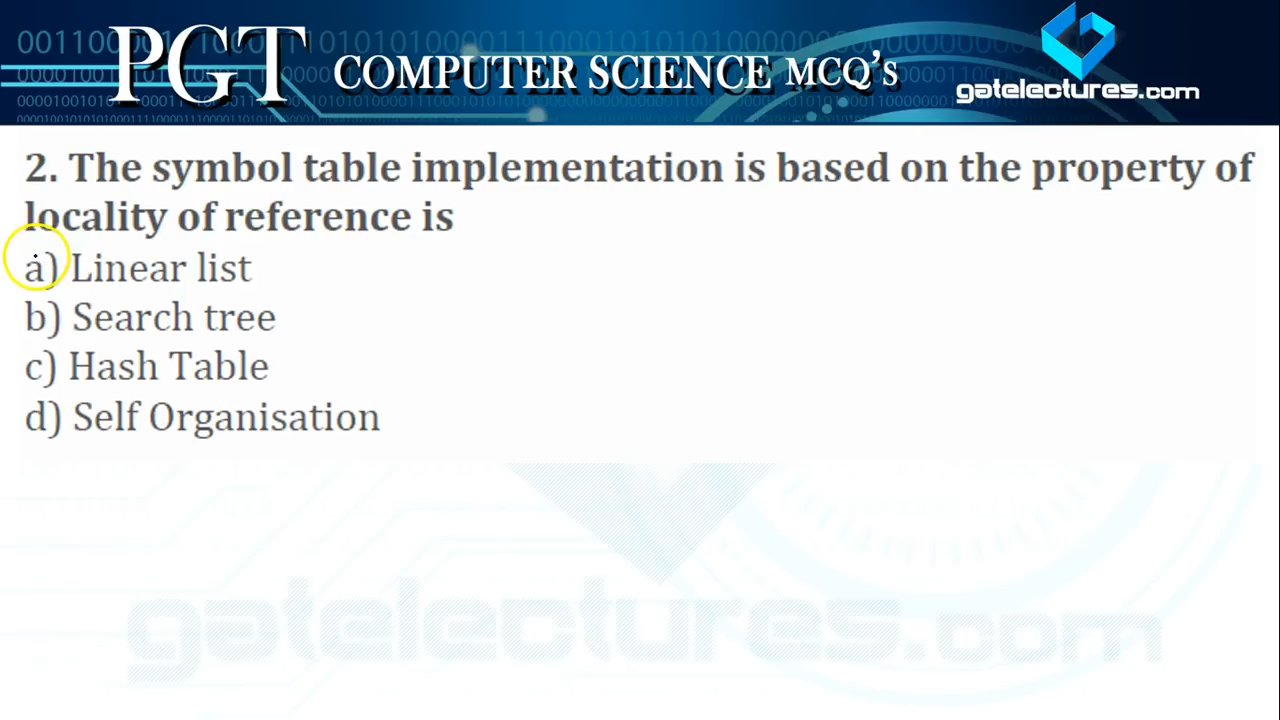 PGT COMPUTER SCIENCE MCQ's
gatelectures.com
2. The symbol table implementation is based on the property of
locality of reference is
a) Linear list
b) Search tree
c) Hash Table
d) Self Organisation
gatelectures.com